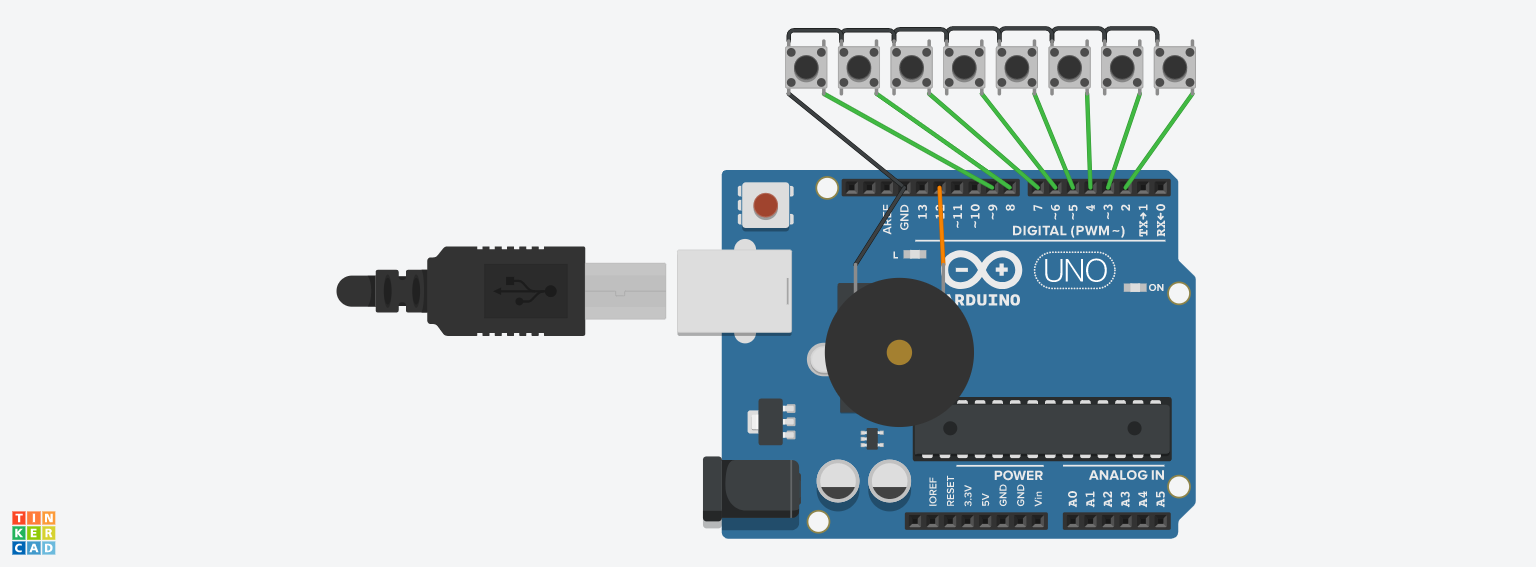 AREF
GND
13
12
~11
~10
~9
8
7
~6
~5
4
~3
2
TX→1
RX←0
DIGITAL (PWM~)
L
UNO
ON
ARDUINO
POWER
ANALOG IN
IOREF
RESET
3.3V
5V
GND
GND
Vin
A0
A1
A2
A3
A4
A5
TIN
KER
CAD